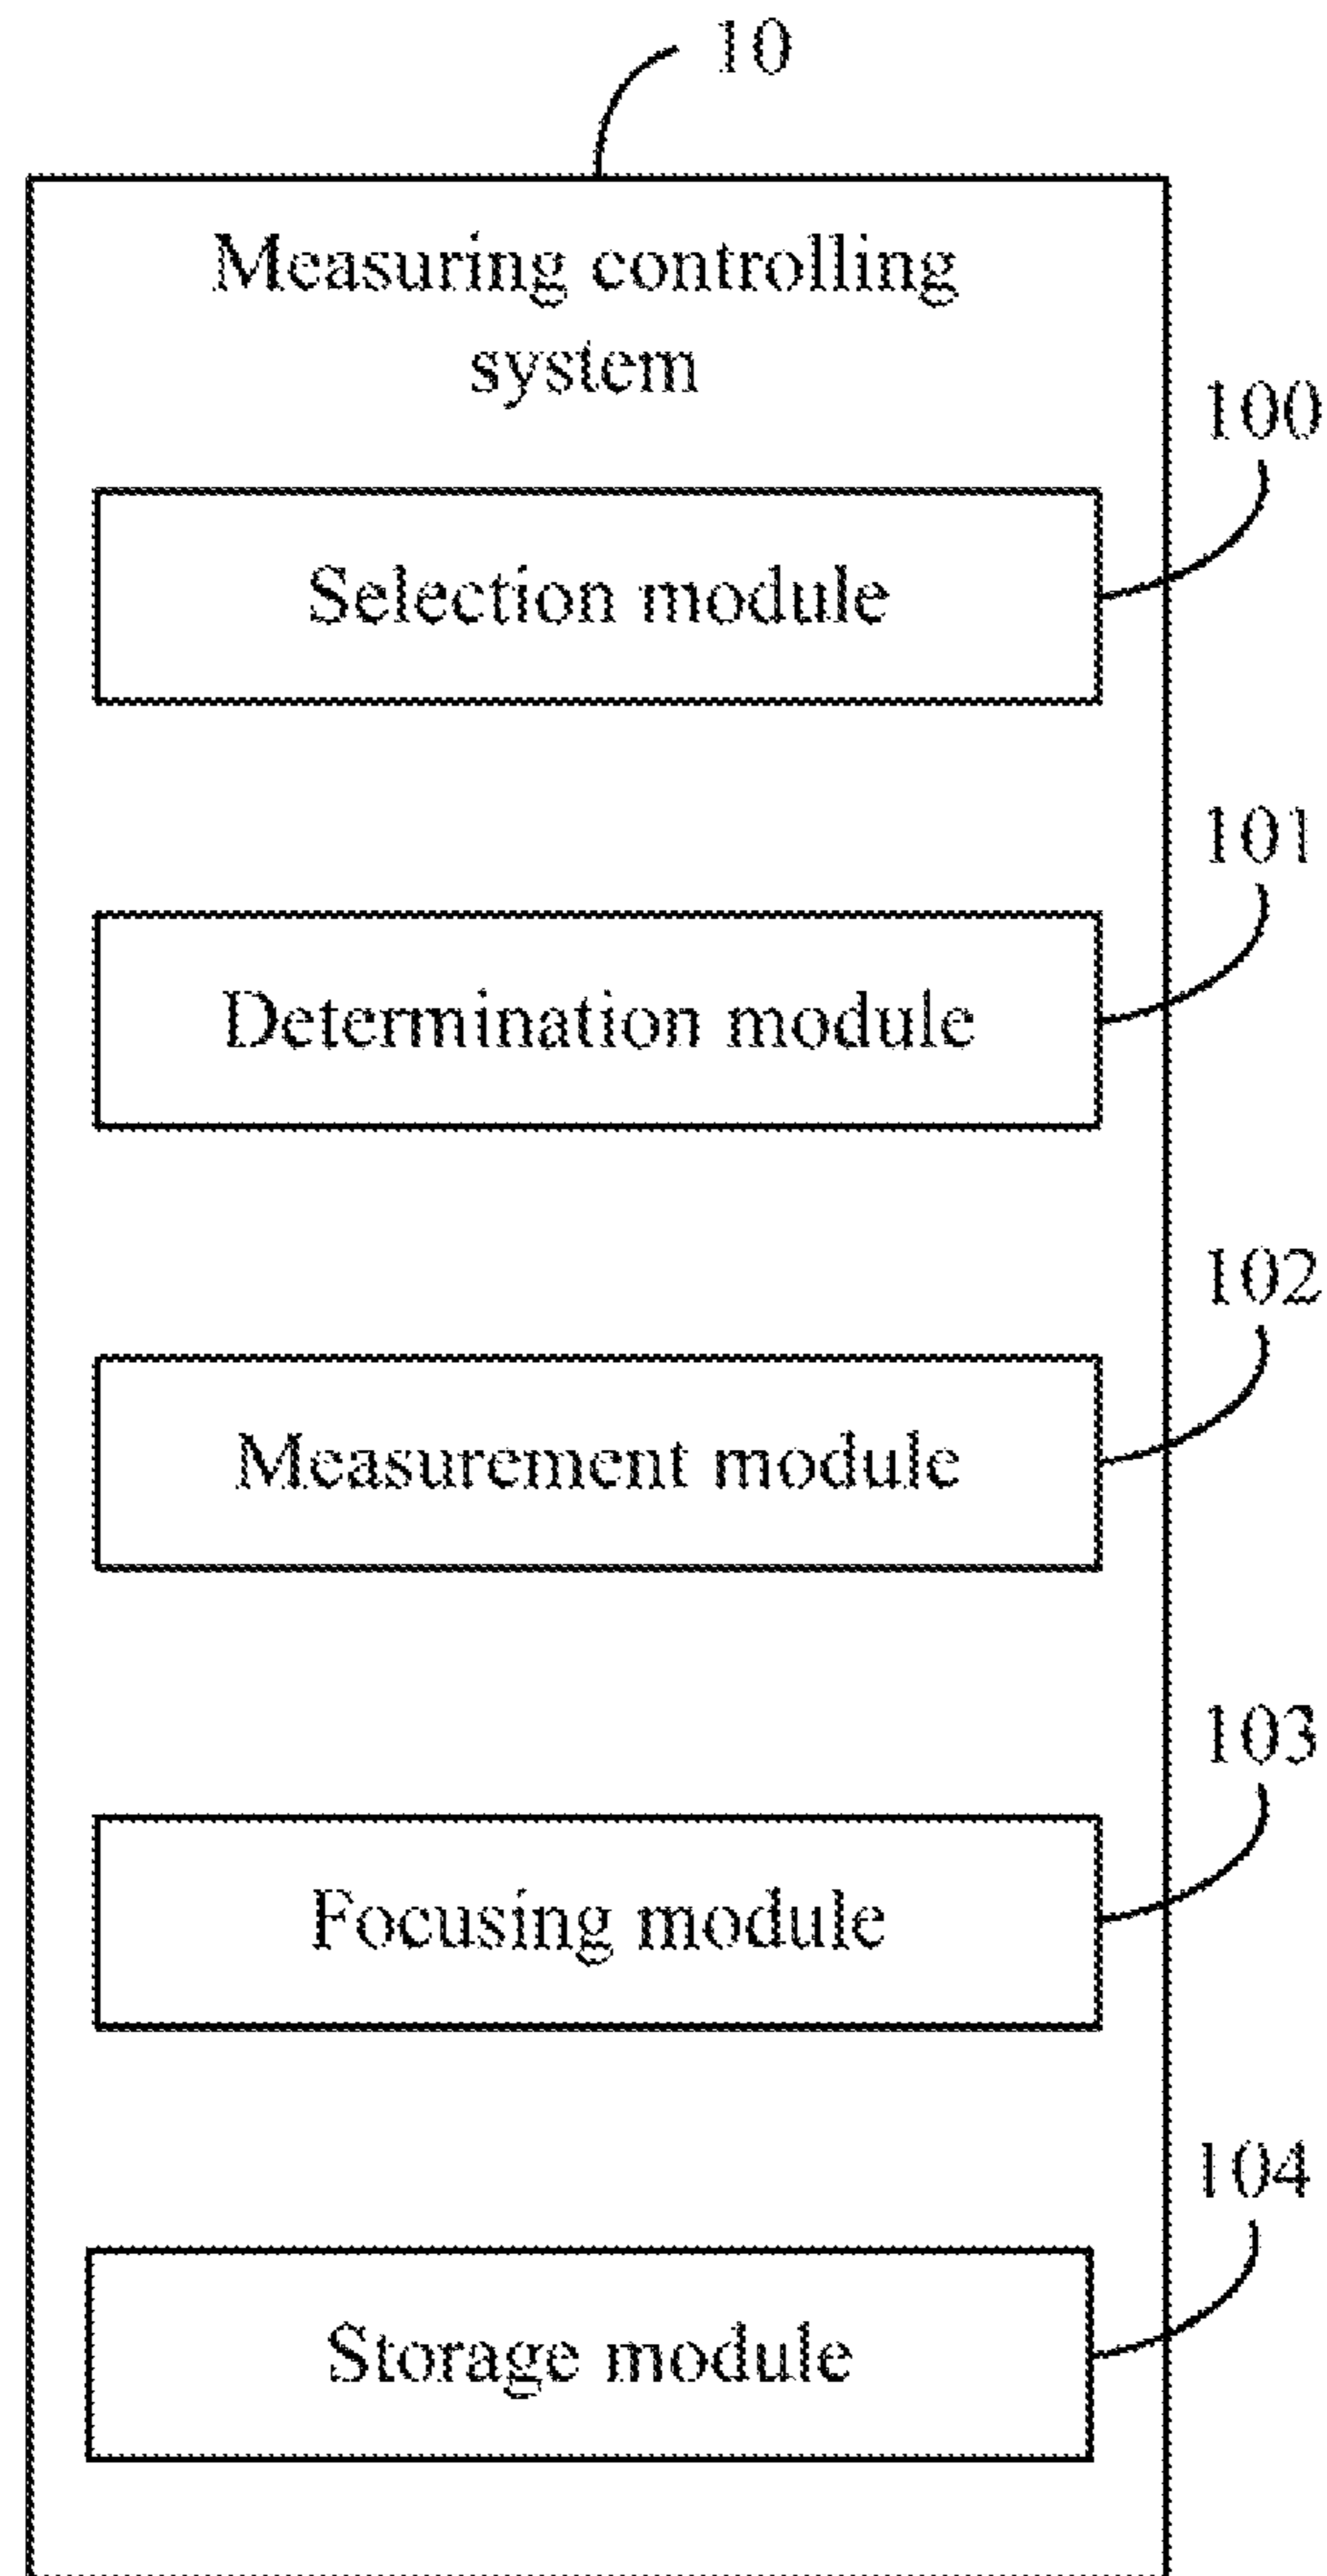 10
Measuring controlling
system
100
Selection module
101
Determination module
102
Measurement module
103
Focusing module
104
Storage module